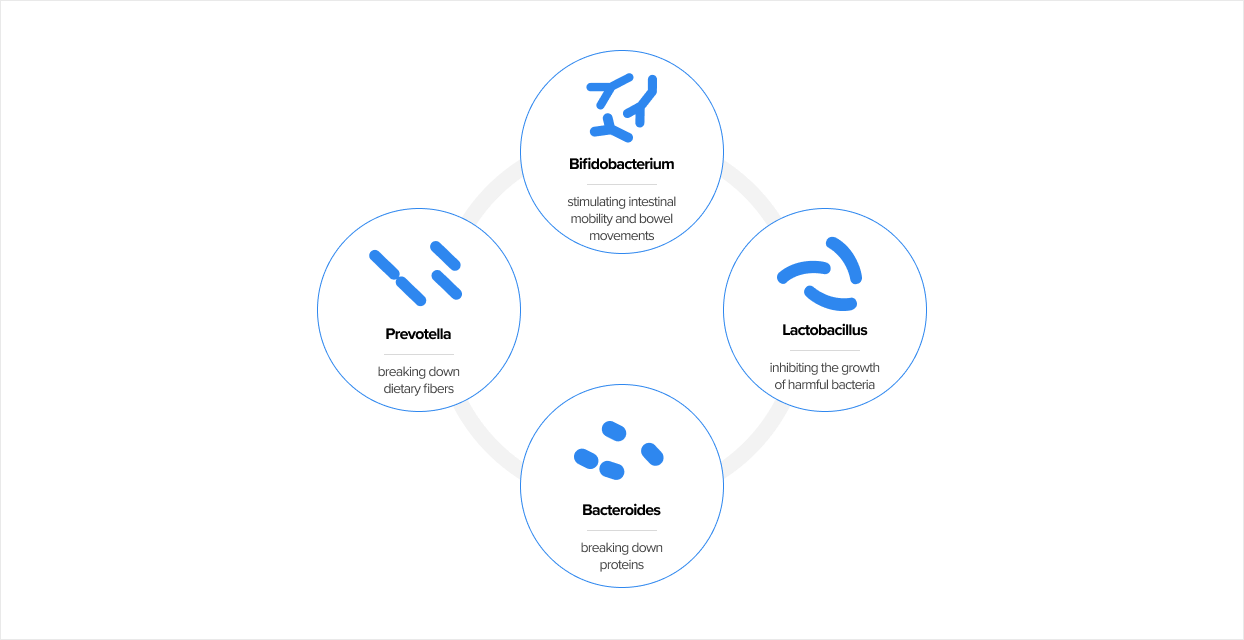 Bifidobacterium
stimulating intestinal
mobility and bowel
movements
Prevotella
breaking down
dietary fibers
Lactobacillus
inhibiting the growth
of harmful bacteria
Bacteroides
breaking down
proteins